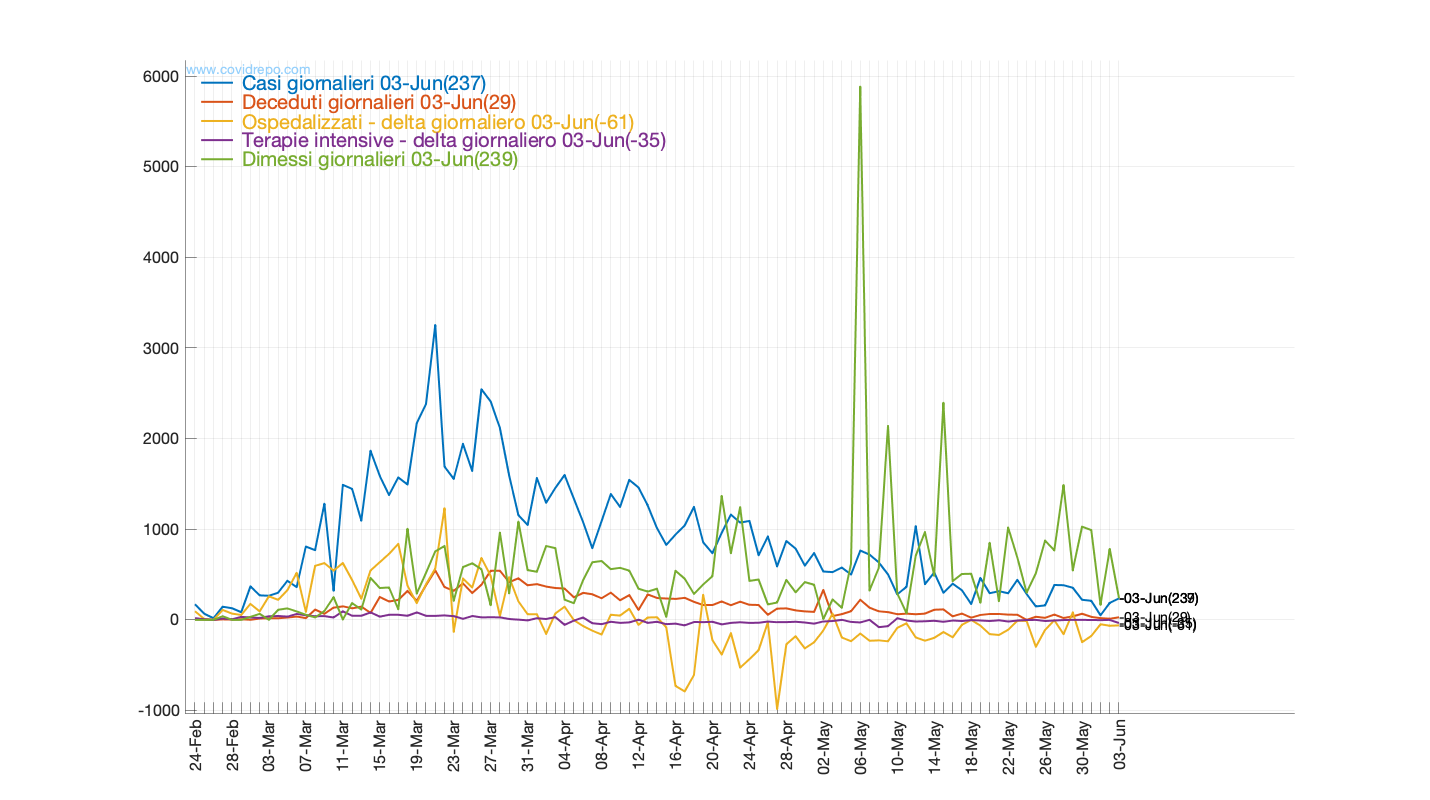 www.covidrepo.com
Casi giornalieri 03-Jun(237)
Deceduti giornalieri 03-Jun(29)
Ospedalizzati - delta giornaliero 03-Jun(-61)
Terapie intensive - delta giornaliero 03-Jun(-35)
Dimessi giornalieri 03-Jun(239)
6000
5000
4000
3000
2000
1000
0
-1000
24-Feb
28-Feb
03-Mar
07-Mar
11-Mar
15-Mar
19-Mar
23-Mar
27-Mar
31-Mar
04-Apr
08-Apr
12-Apr
16-Apr
20-Apr
24-Apr
28-Apr
02-May
06-May
10-May
14-May
18-May
22-May
26-May
30-May
03-Jun